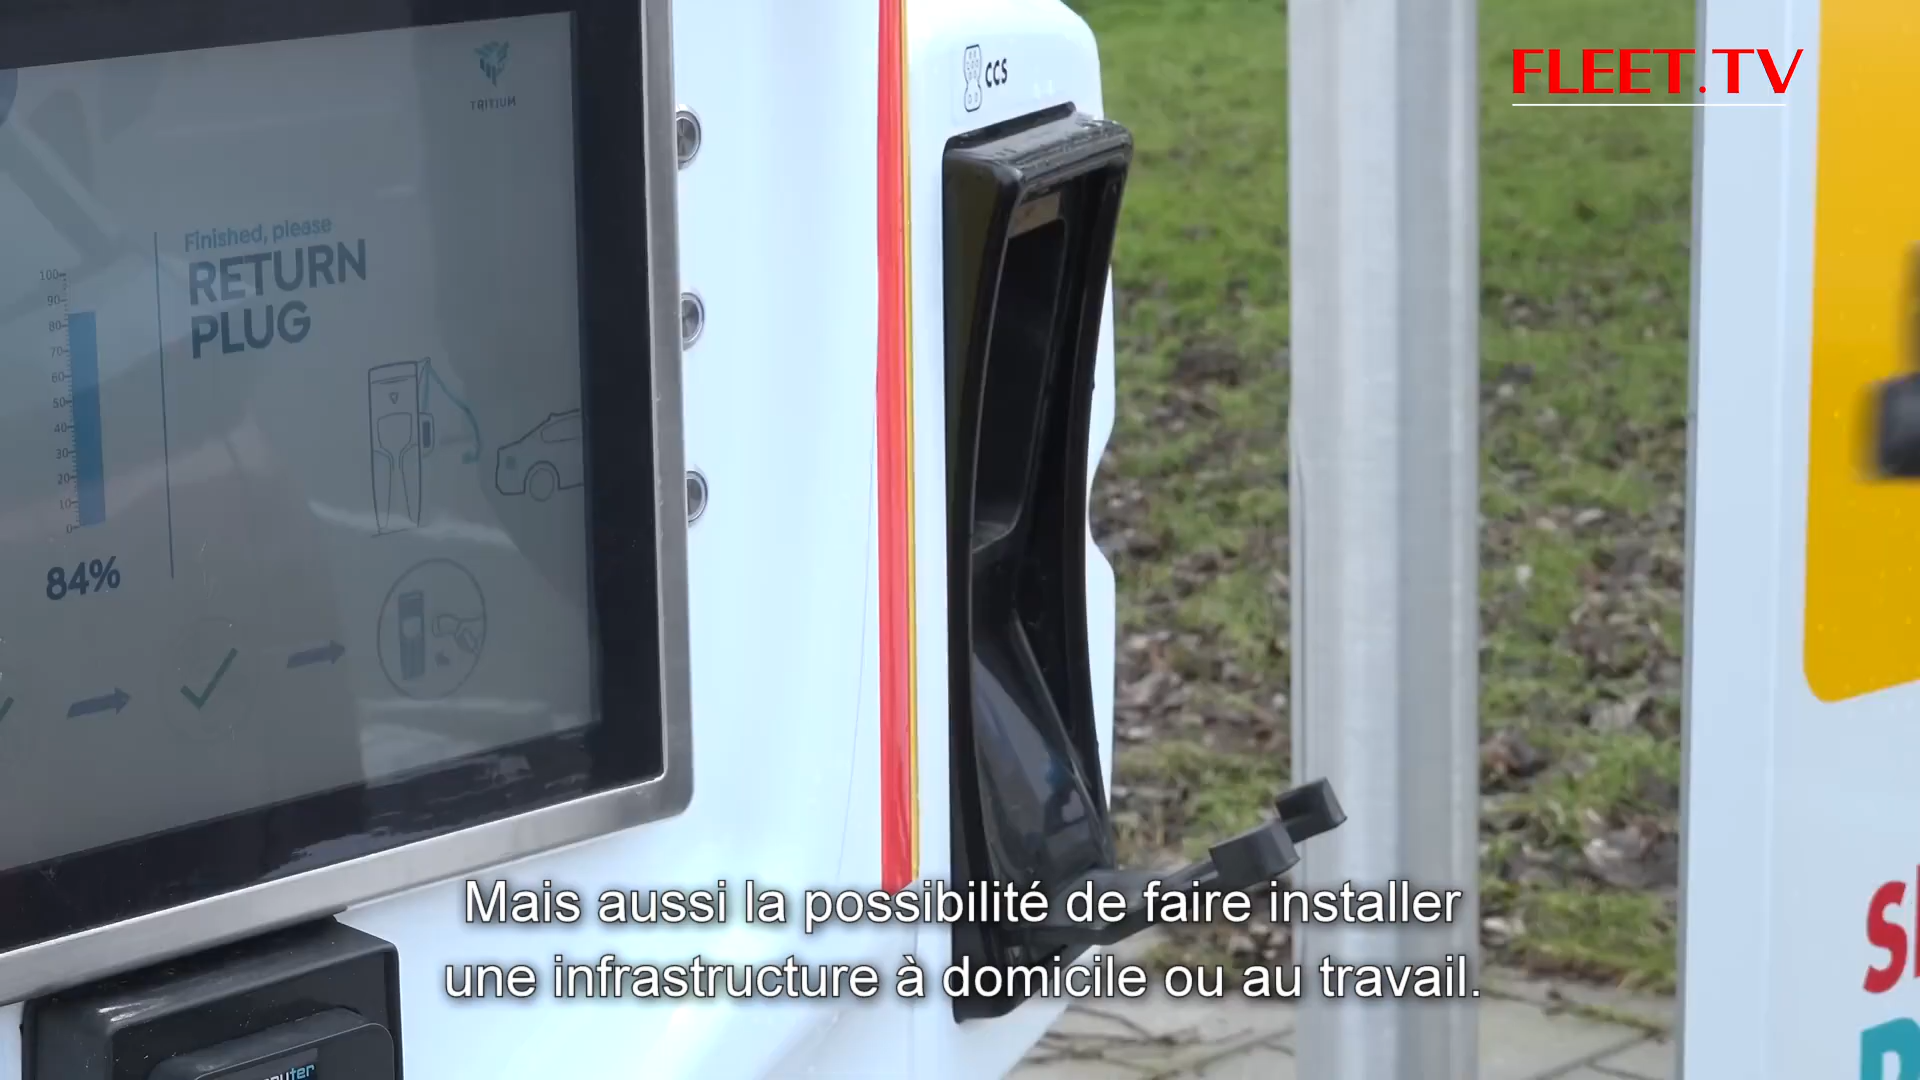 FLEET.TV
TRITIUM
CCS
Finished, please
RETURN
PLUG
100
90
80
70
60
50
40
30
20
10
0
84%
Mais aussi la possibilité de faire installer
une infrastructure à domicile ou au travail.